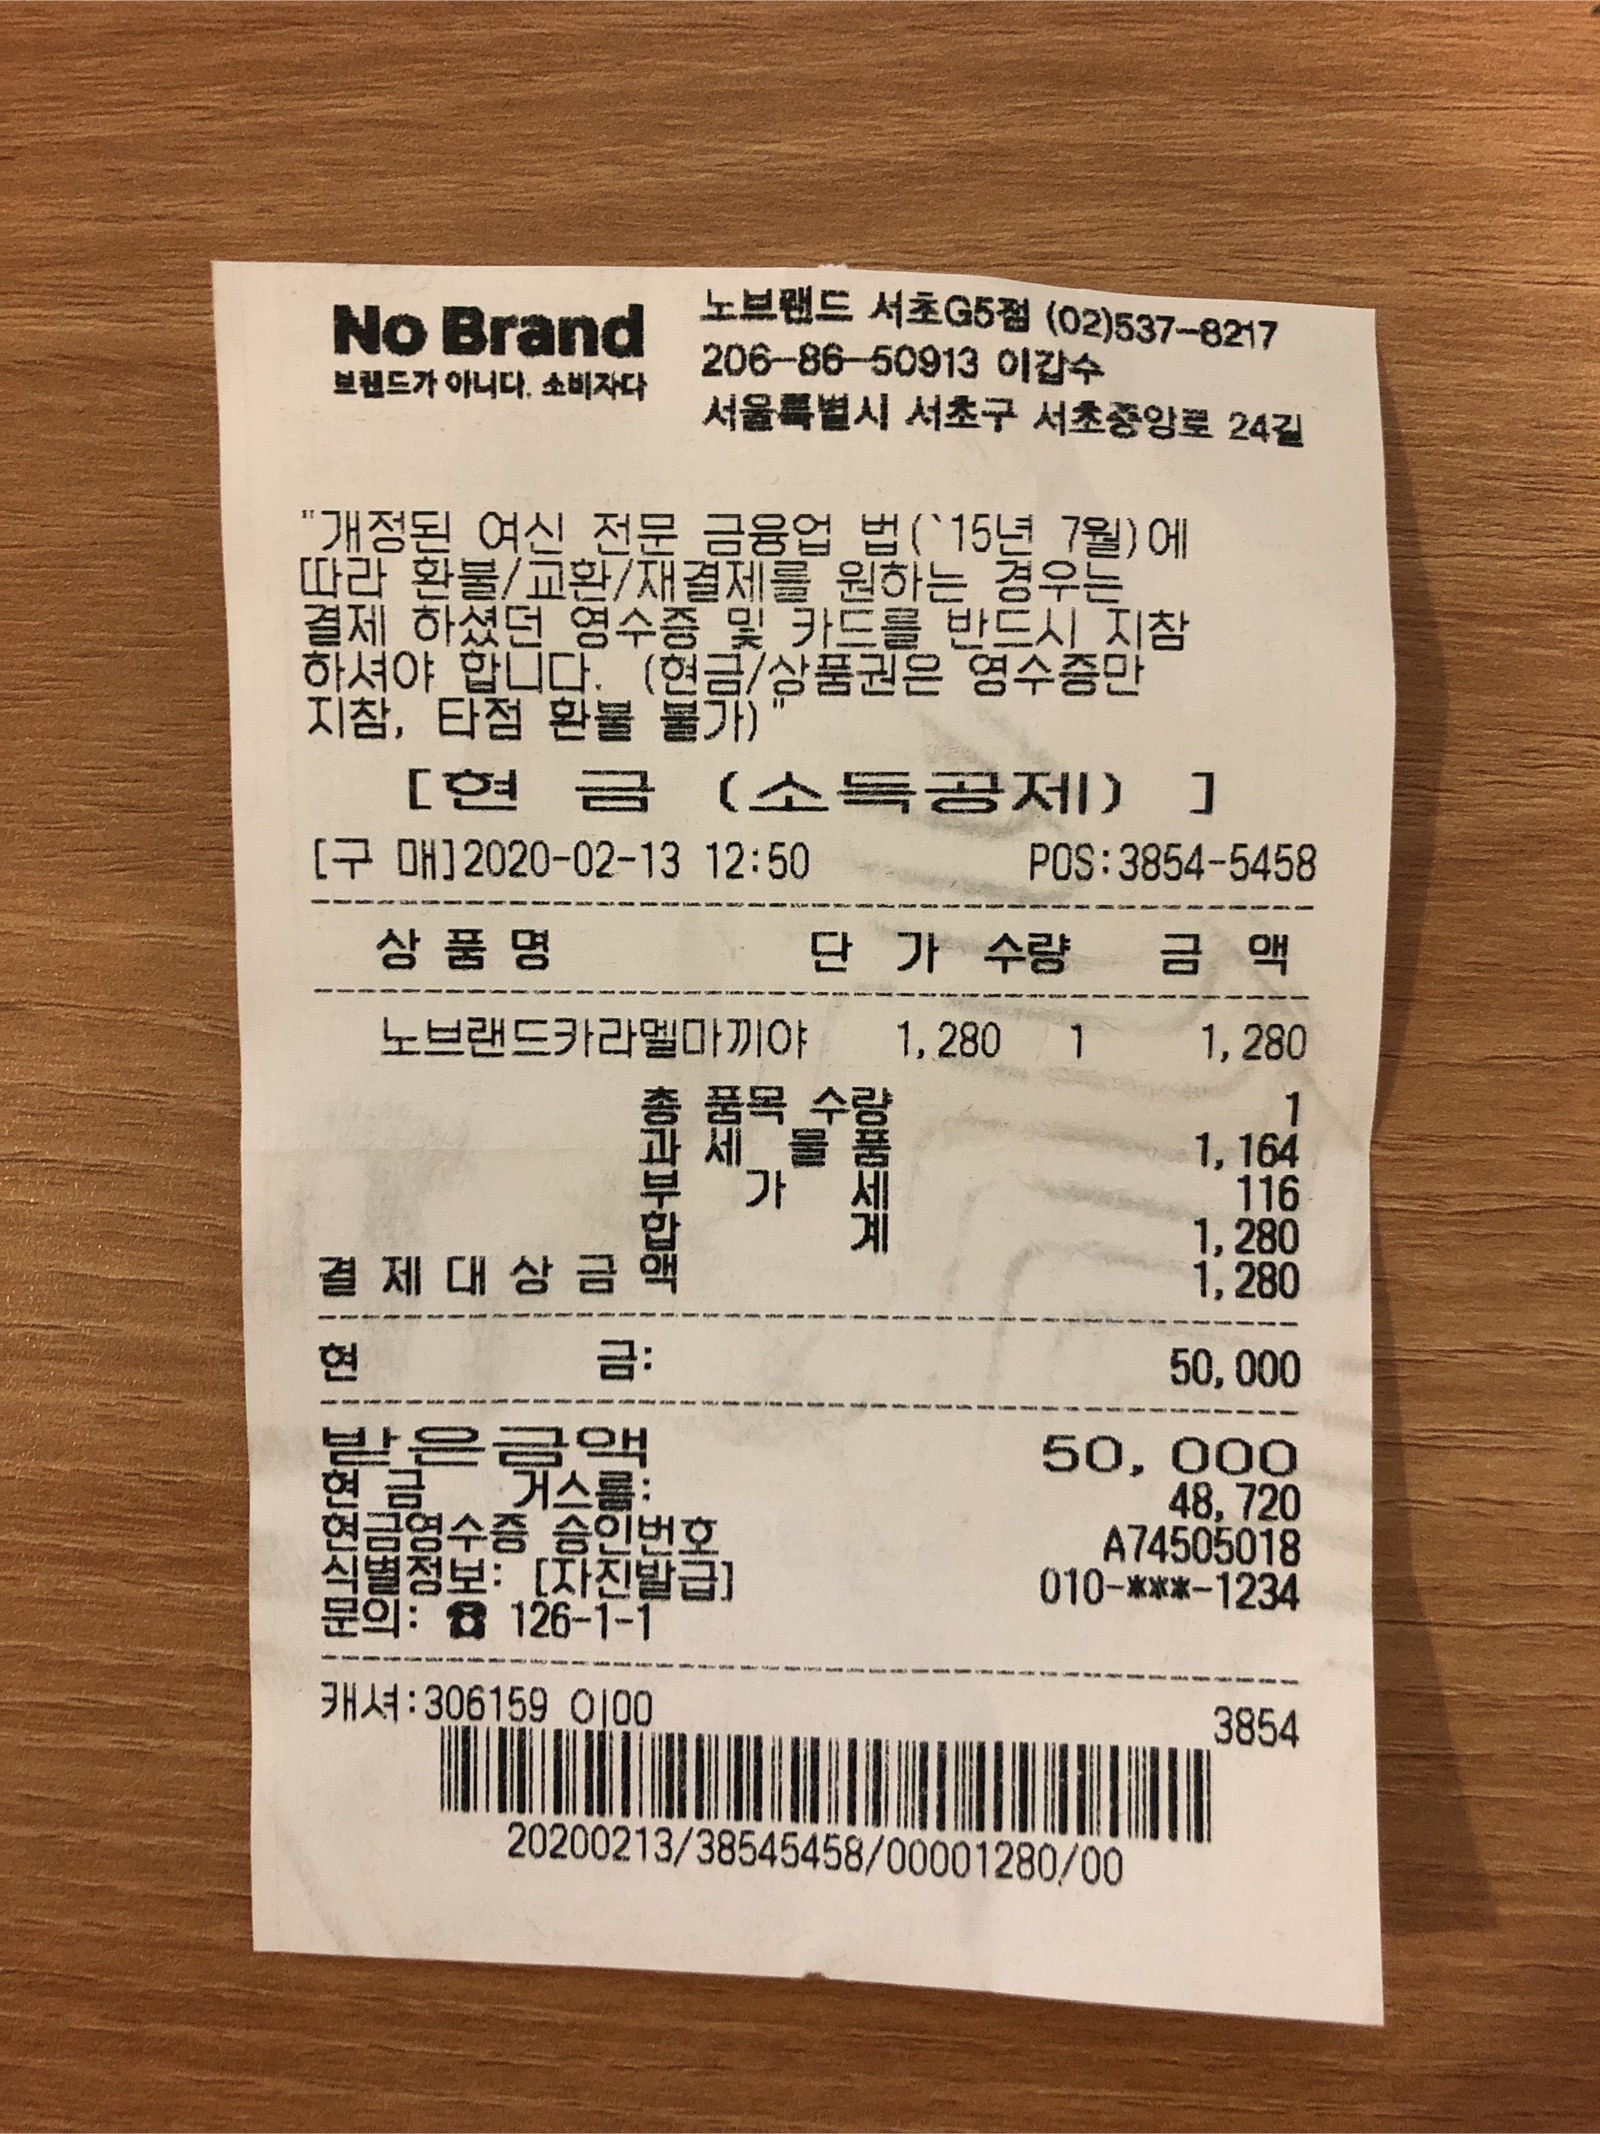 No Brand
브랜드가 아니다. 소비자다
노브랜드 서초G5점 (02)537-8217
206-86-50913 이갑수
서울특별시 서초구 서초중앙로 24길
"개정된 여신 전문 금융업 법(`15년 7월)에
따라 환불/교환/재결제를 원하는 경우는
결제 하셨던 영수증 및 카드를 반드시 지참
하셔야 합니다. (현금/상품권은 영수증만
지참, 타점 환불 불가)"
[현 금 (소득공제) ]
[구 매]2020-02-13 12:50 POS:3854-5458
상 품 명 단 가 수량 금 액
노브랜드카라멜마끼야 1,280 1 1,280
총 품목 수량 1
과 세 물 품 1,164
부 가 세 116
합 계 1,280
결 제 대 상 금 액 1,280
현 금: 50,000
받은금액 50,000
현 금 거스름: 48,720
현금영수증 승인번호 A74505018
식별정보: [자진발급] 010-***-1234
문의: ☎ 126-1-1
캐셔:306159 이00 3854
20200213/38545458/00001280/00